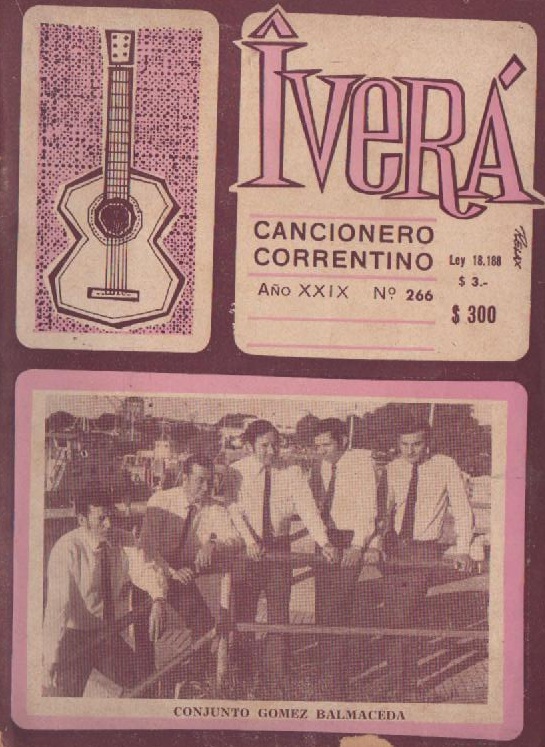 ÎVERÁ
CANCIONERO
CORRENTINO
AÑO XXIX Nº 266
Ley 18.188
$ 3.-
$ 300
CONJUNTO GOMEZ BALMACEDA